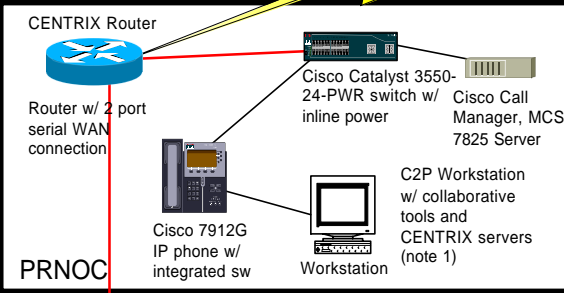 CENTRIX Router
Router w/ 2 port
serial WAN
connection
Cisco Catalyst 3550-
24-PWR switch w/
inline power
Cisco Call
Manager, MCS
7825 Server
Cisco 7912G
IP phone w/
integrated sw
Workstation
C2P Workstation
w/ collaborative
tools and
CENTRIX servers
(note 1)
PRNOC